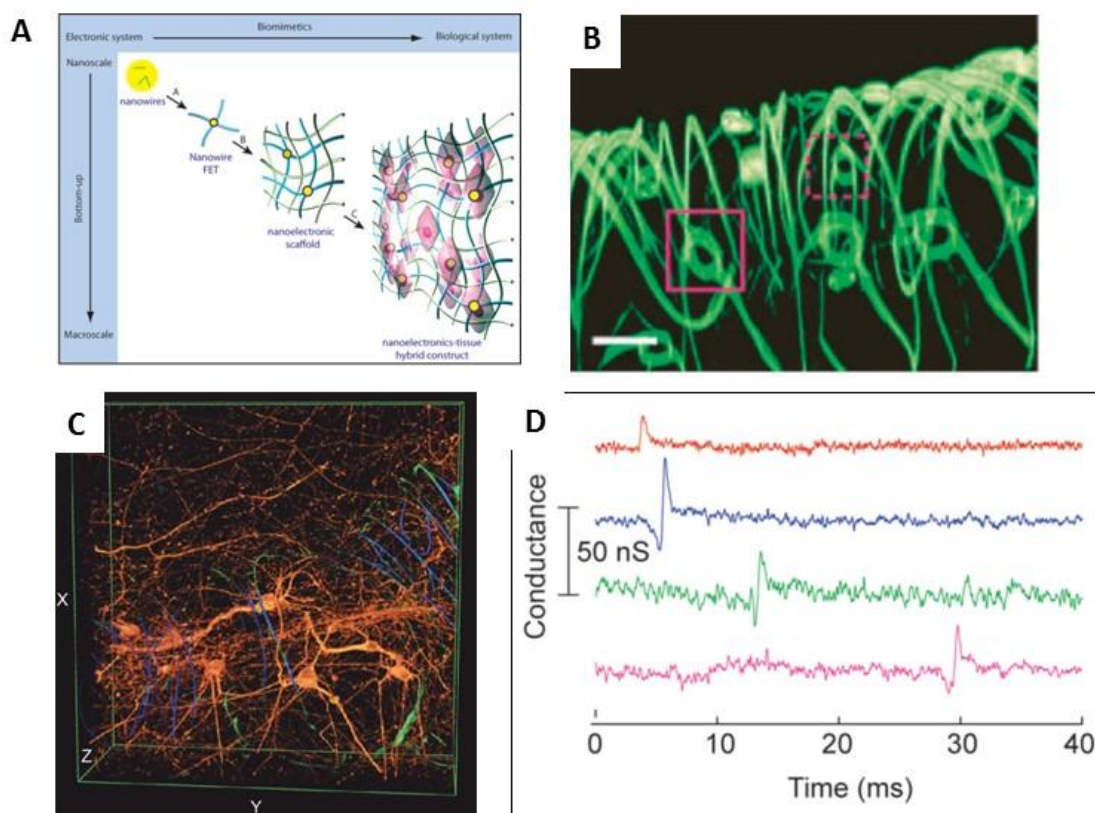 A
Electronic system
Biomimetics
Biological system
Nanoscale
Bottom-up
Macroscale
nanowires
A
Nanowire
FET
B
nanoelectronic
scaffold
C
nanoelectronics-tissue
hybrid construct
B
C
X
Z
Y
D
Conductance
50 nS
0 10 20 30 40
Time (ms)